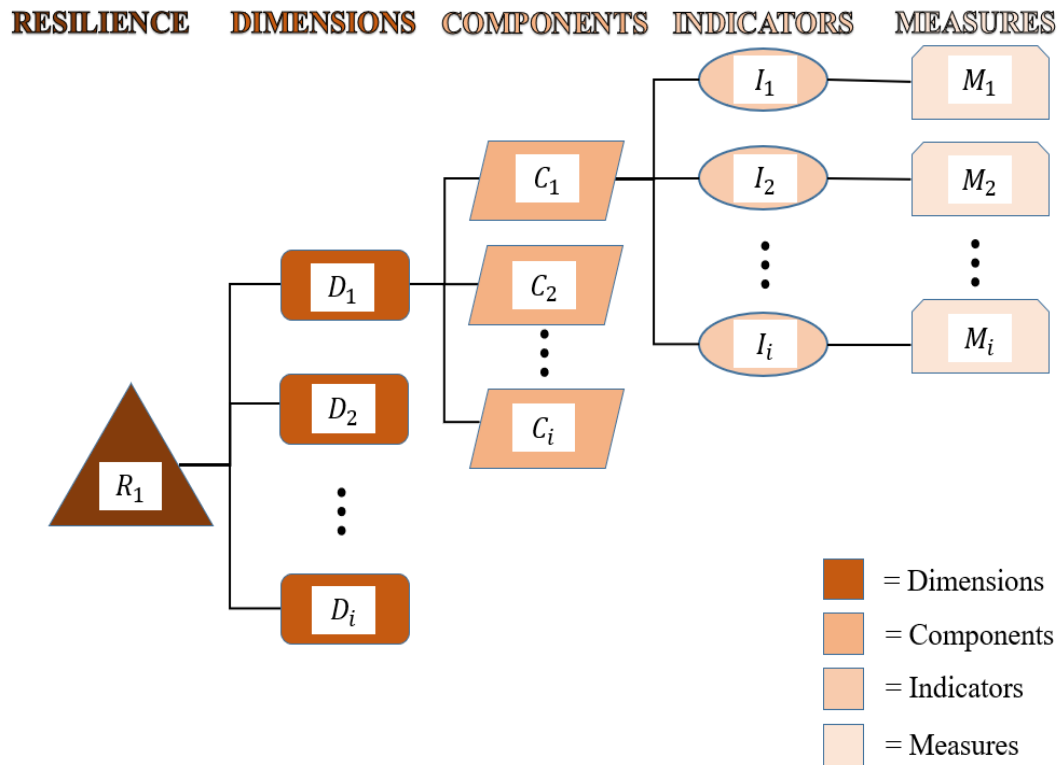 RESILIENCE DIMENSIONS COMPONENTS INDICATORS MEASURES
I₁ M₁
C₁ I₂ M₂
D₁ C₂
Iᵢ Mᵢ
D₂ Cᵢ
R₁
Dᵢ
= Dimensions
= Components
= Indicators
= Measures